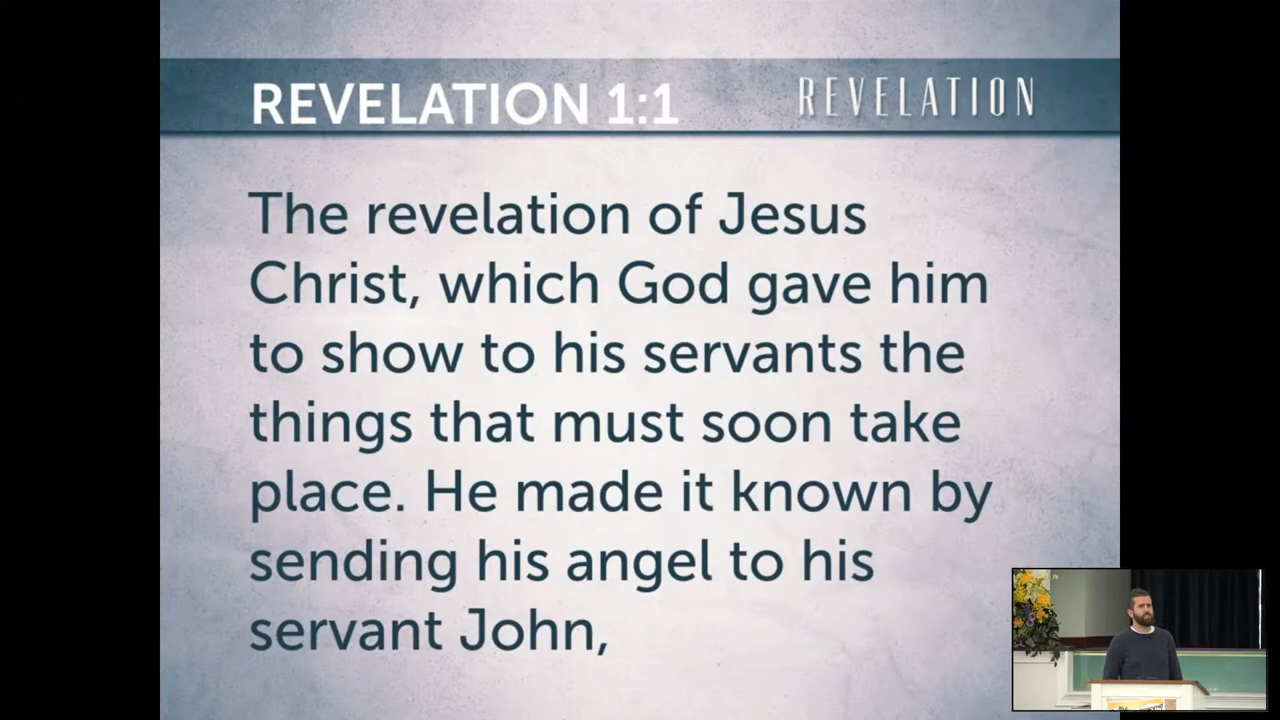 REVELATION 1:1
REVELATION
The revelation of Jesus
Christ, which God gave him
to show to his servants the
things that must soon take
place. He made it known by
sending his angel to his
servant John,